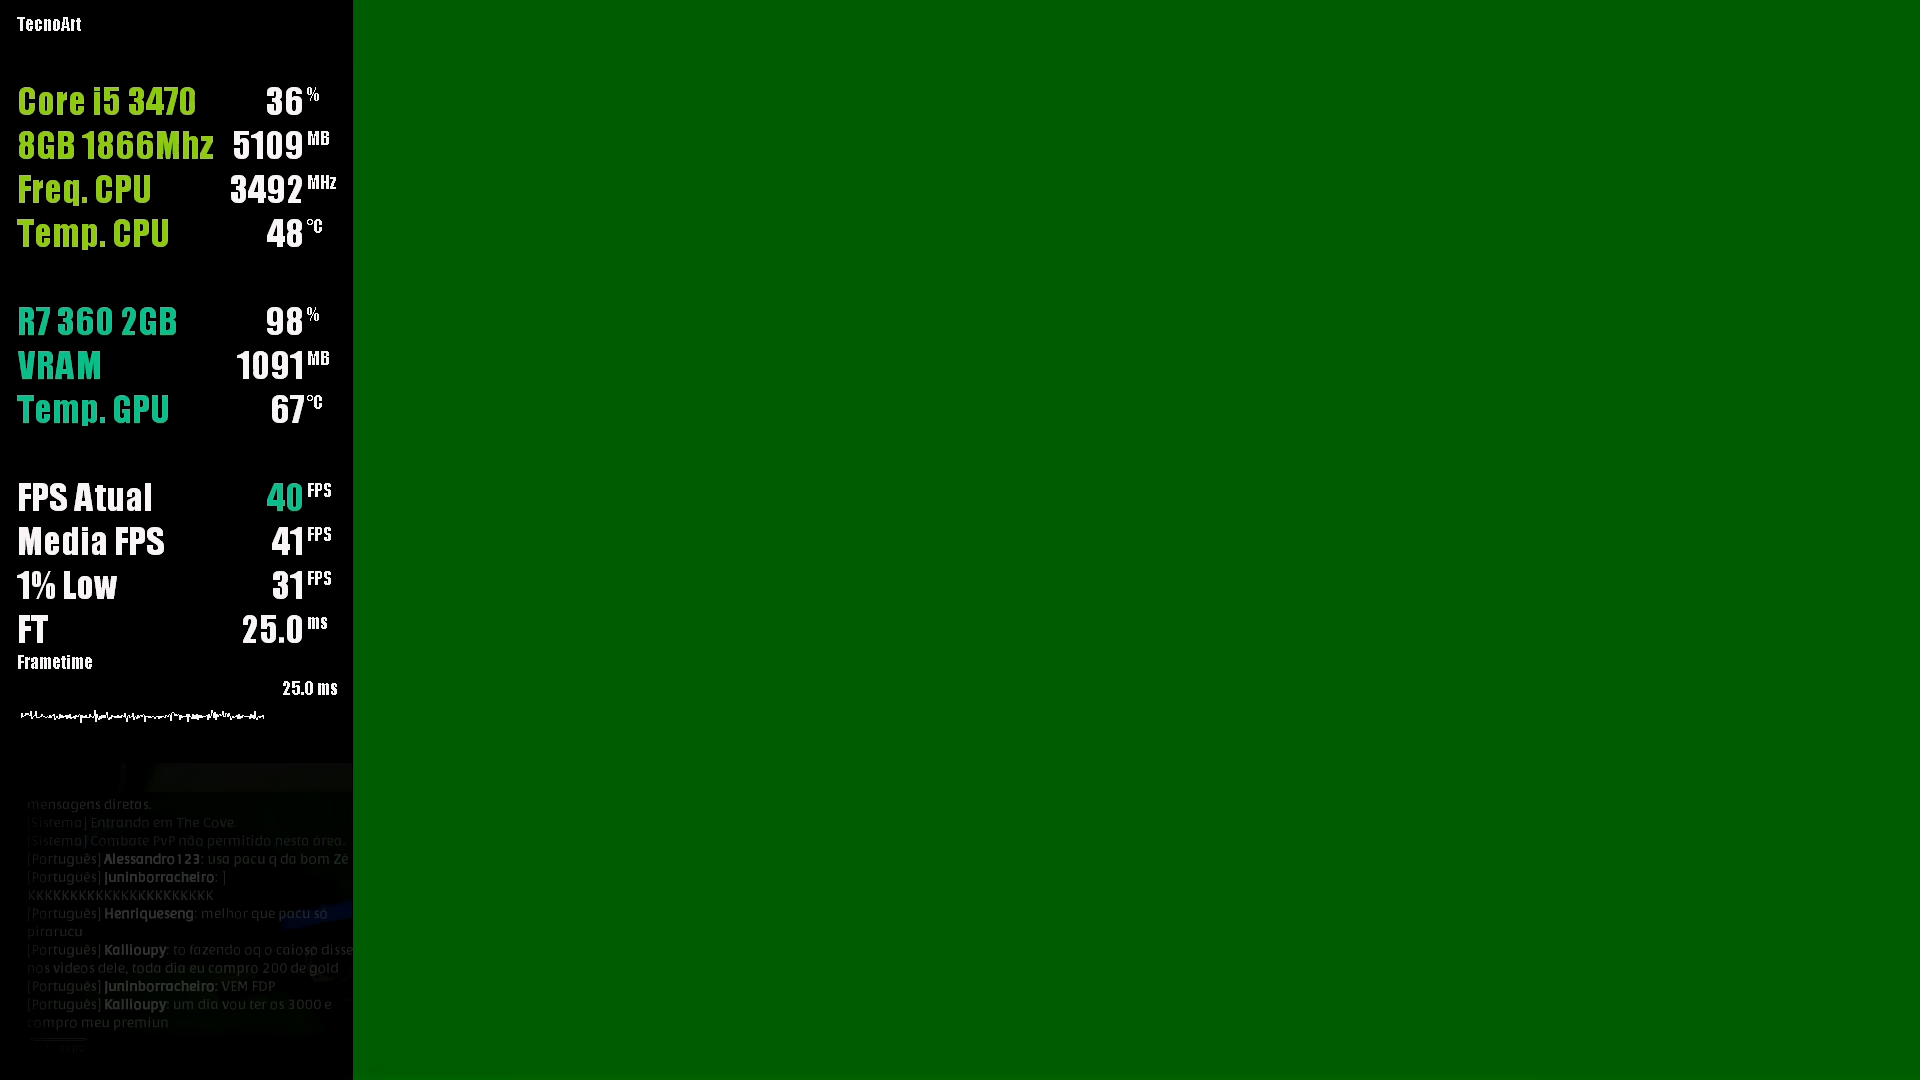 TecnoArt
Core i5 3470 36 %
8GB 1866Mhz 5109 MB
Freq. CPU 3492 MHz
Temp. CPU 48 °C
R7 360 2GB 98 %
VRAM 1091 MB
Temp. GPU 67 °C
FPS Atual 40 FPS
Media FPS 41 FPS
1% Low 31 FPS
FT 25.0 ms
Frametime
25.0 ms
mensagens diretas.
[Sistema] Entrando em The Cove.
[Sistema] Combate PvP não permitido nesta área.
[Português] Alessandro123: usa pacu q da bom Zé
[Português] Juninborracheiro: ]
KKKKKKKKKKKKKKKKKKKKKK
[Português] Henriqueseng: melhor que pacu só
pirarucu
[Português] Kallioupy: to fazendo oq o caioso disse
nos videos dele, toda dia eu compro 200 de gold
[Português] Juninborracheiro: VEM FDP
[Português] Kallioupy: um dia vou ter os 3000 e
compro meu premiun